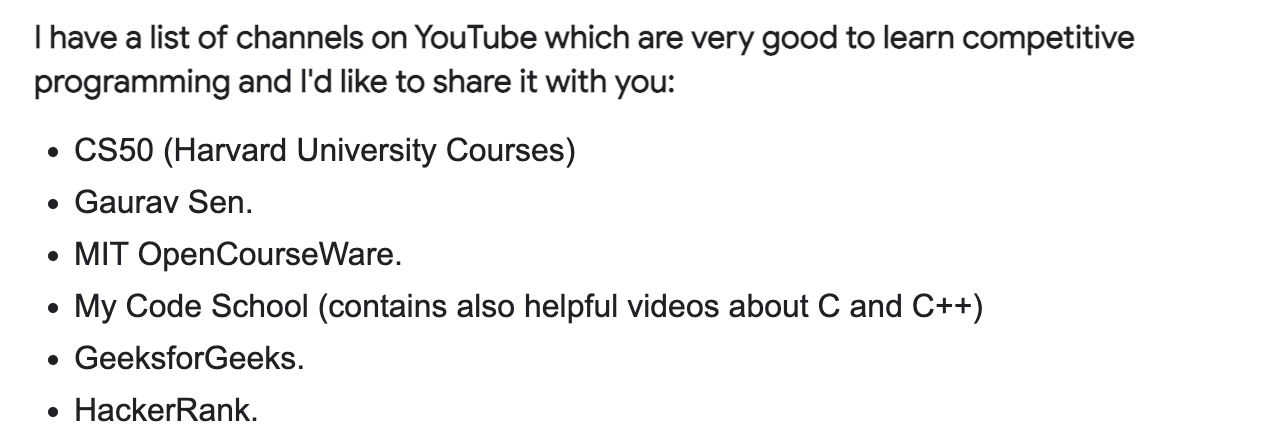 I have a list of channels on YouTube which are very good to learn competitive
programming and I'd like to share it with you:
• CS50 (Harvard University Courses)
• Gaurav Sen.
• MIT OpenCourseWare.
• My Code School (contains also helpful videos about C and C++)
• GeeksforGeeks.
• HackerRank.